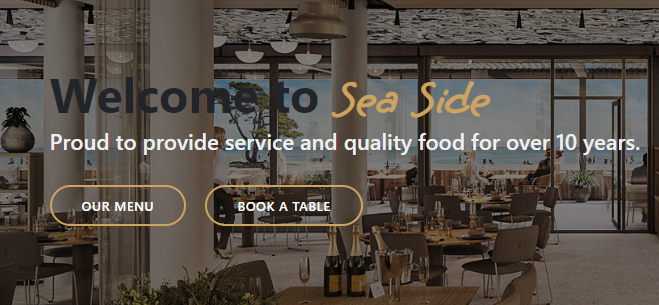 Welcome to Sea Side
Proud to provide service and quality food for over 10 years.
OUR MENU
BOOK A TABLE